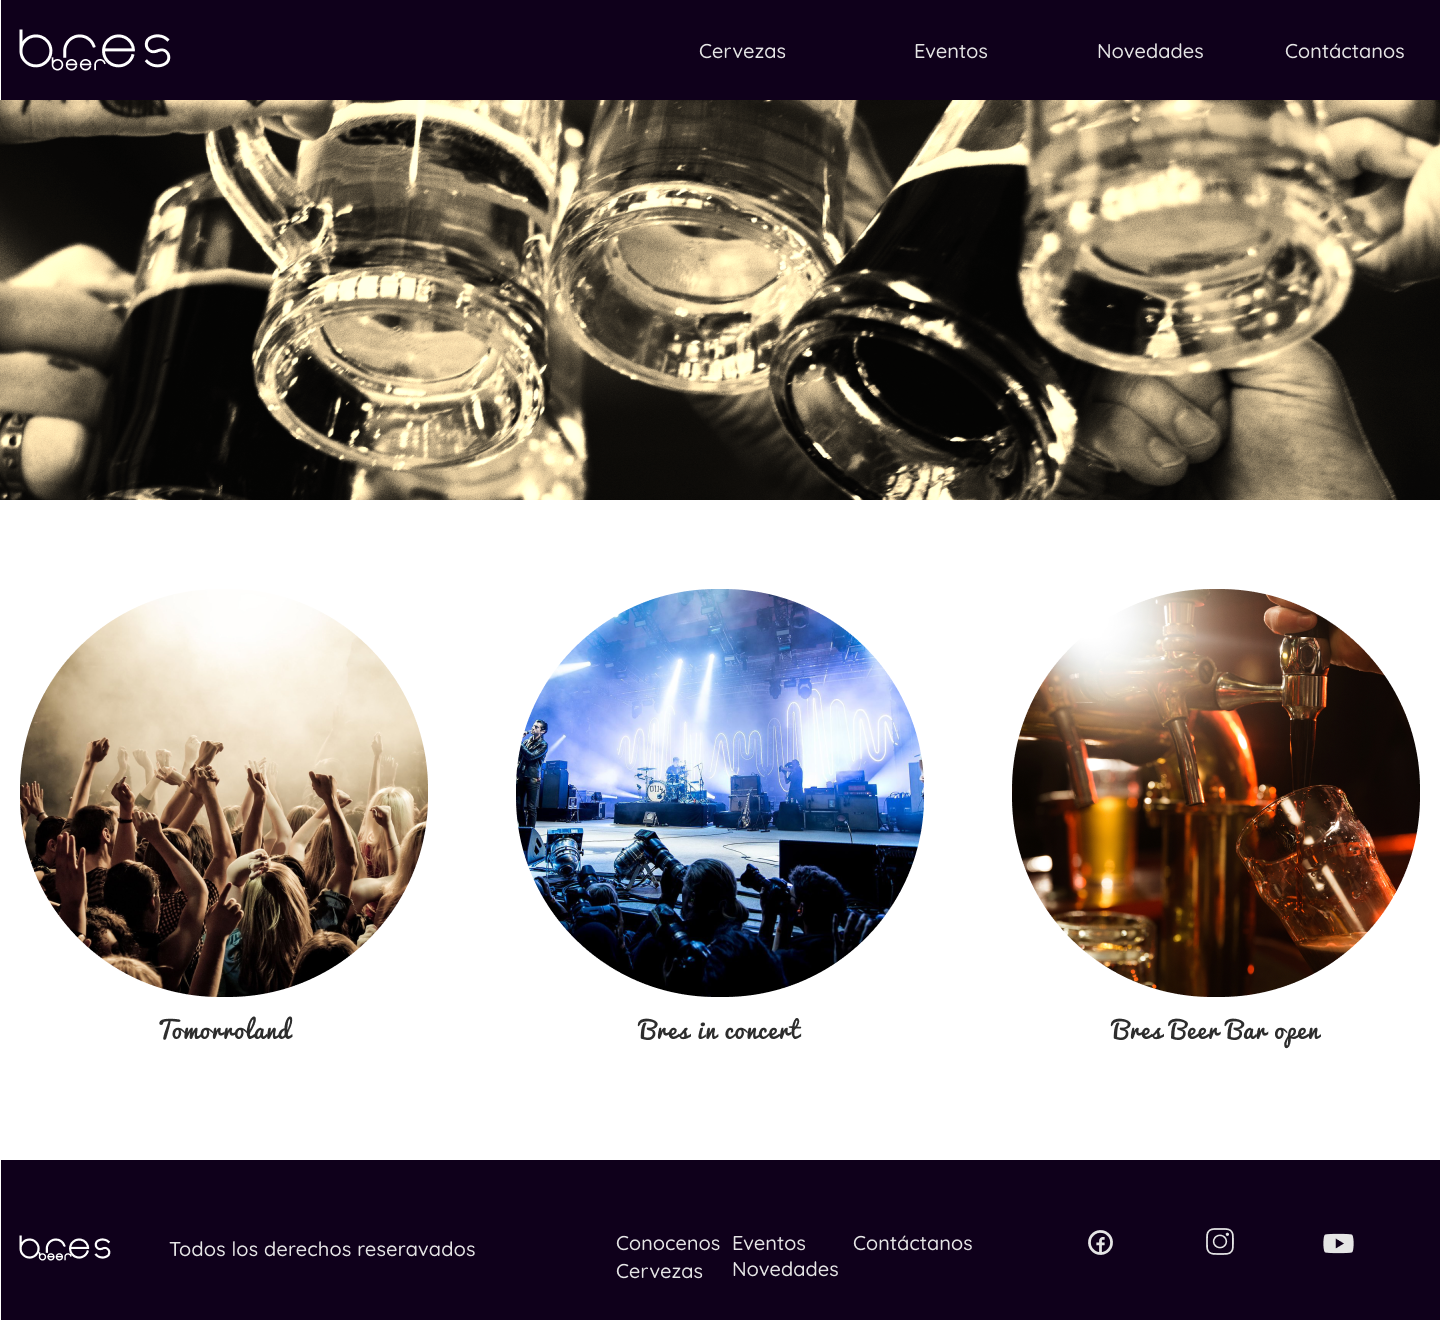 bres
beer
Cervezas Eventos Novedades Contáctanos
Tomorroland
Bres in concert
Bres Beer Bar open
bres
beer
Todos los derechos reseravados
Conocenos Eventos Contáctanos
Cervezas Novedades